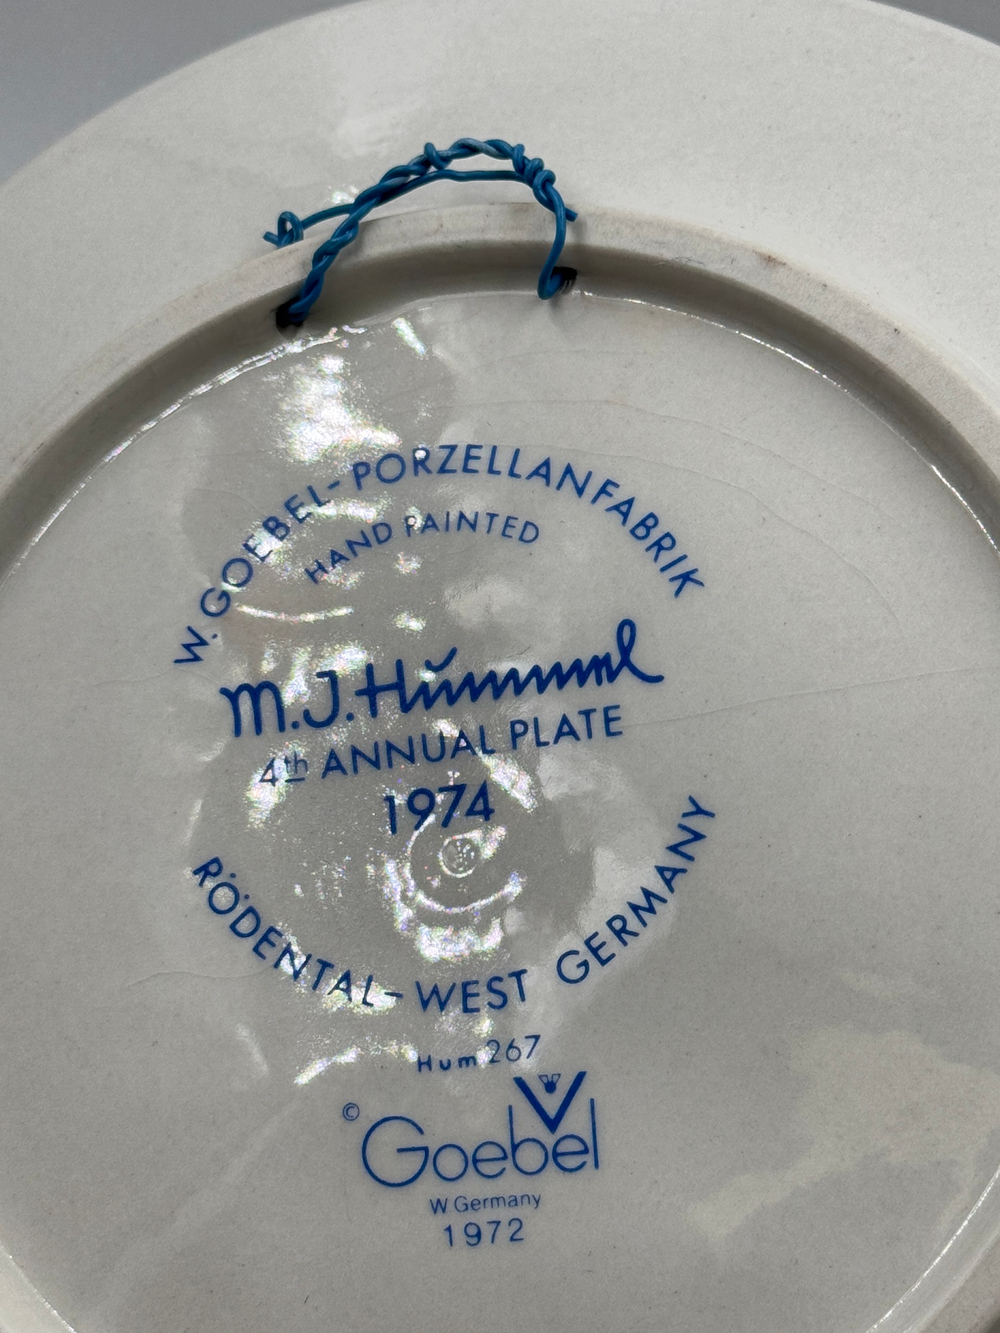 W. GOEBEL-PORZELLANFABRIK
HAND PAINTED
M.J.Hummel
4th ANNUAL PLATE
1974
RÖDENTAL-WEST GERMANY
Hum 267
© Goebel
W. Germany
1972